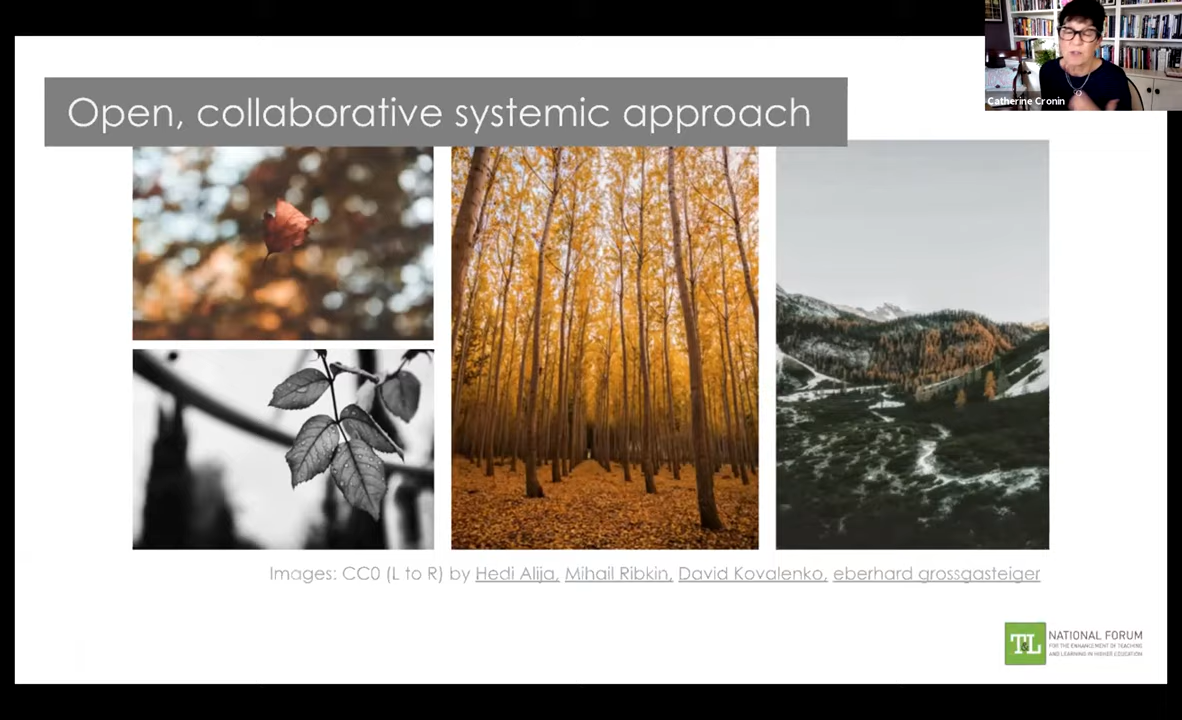 Catherine Cronin
Open, collaborative systemic approach
Images: CC0 (L to R) by Hedi Alija, Mihail Ribkin, David Kovalenko, eberhard grossgasteiger
T&L
NATIONAL FORUM
FOR THE ENHANCEMENT OF TEACHING
AND LEARNING IN HIGHER EDUCATION